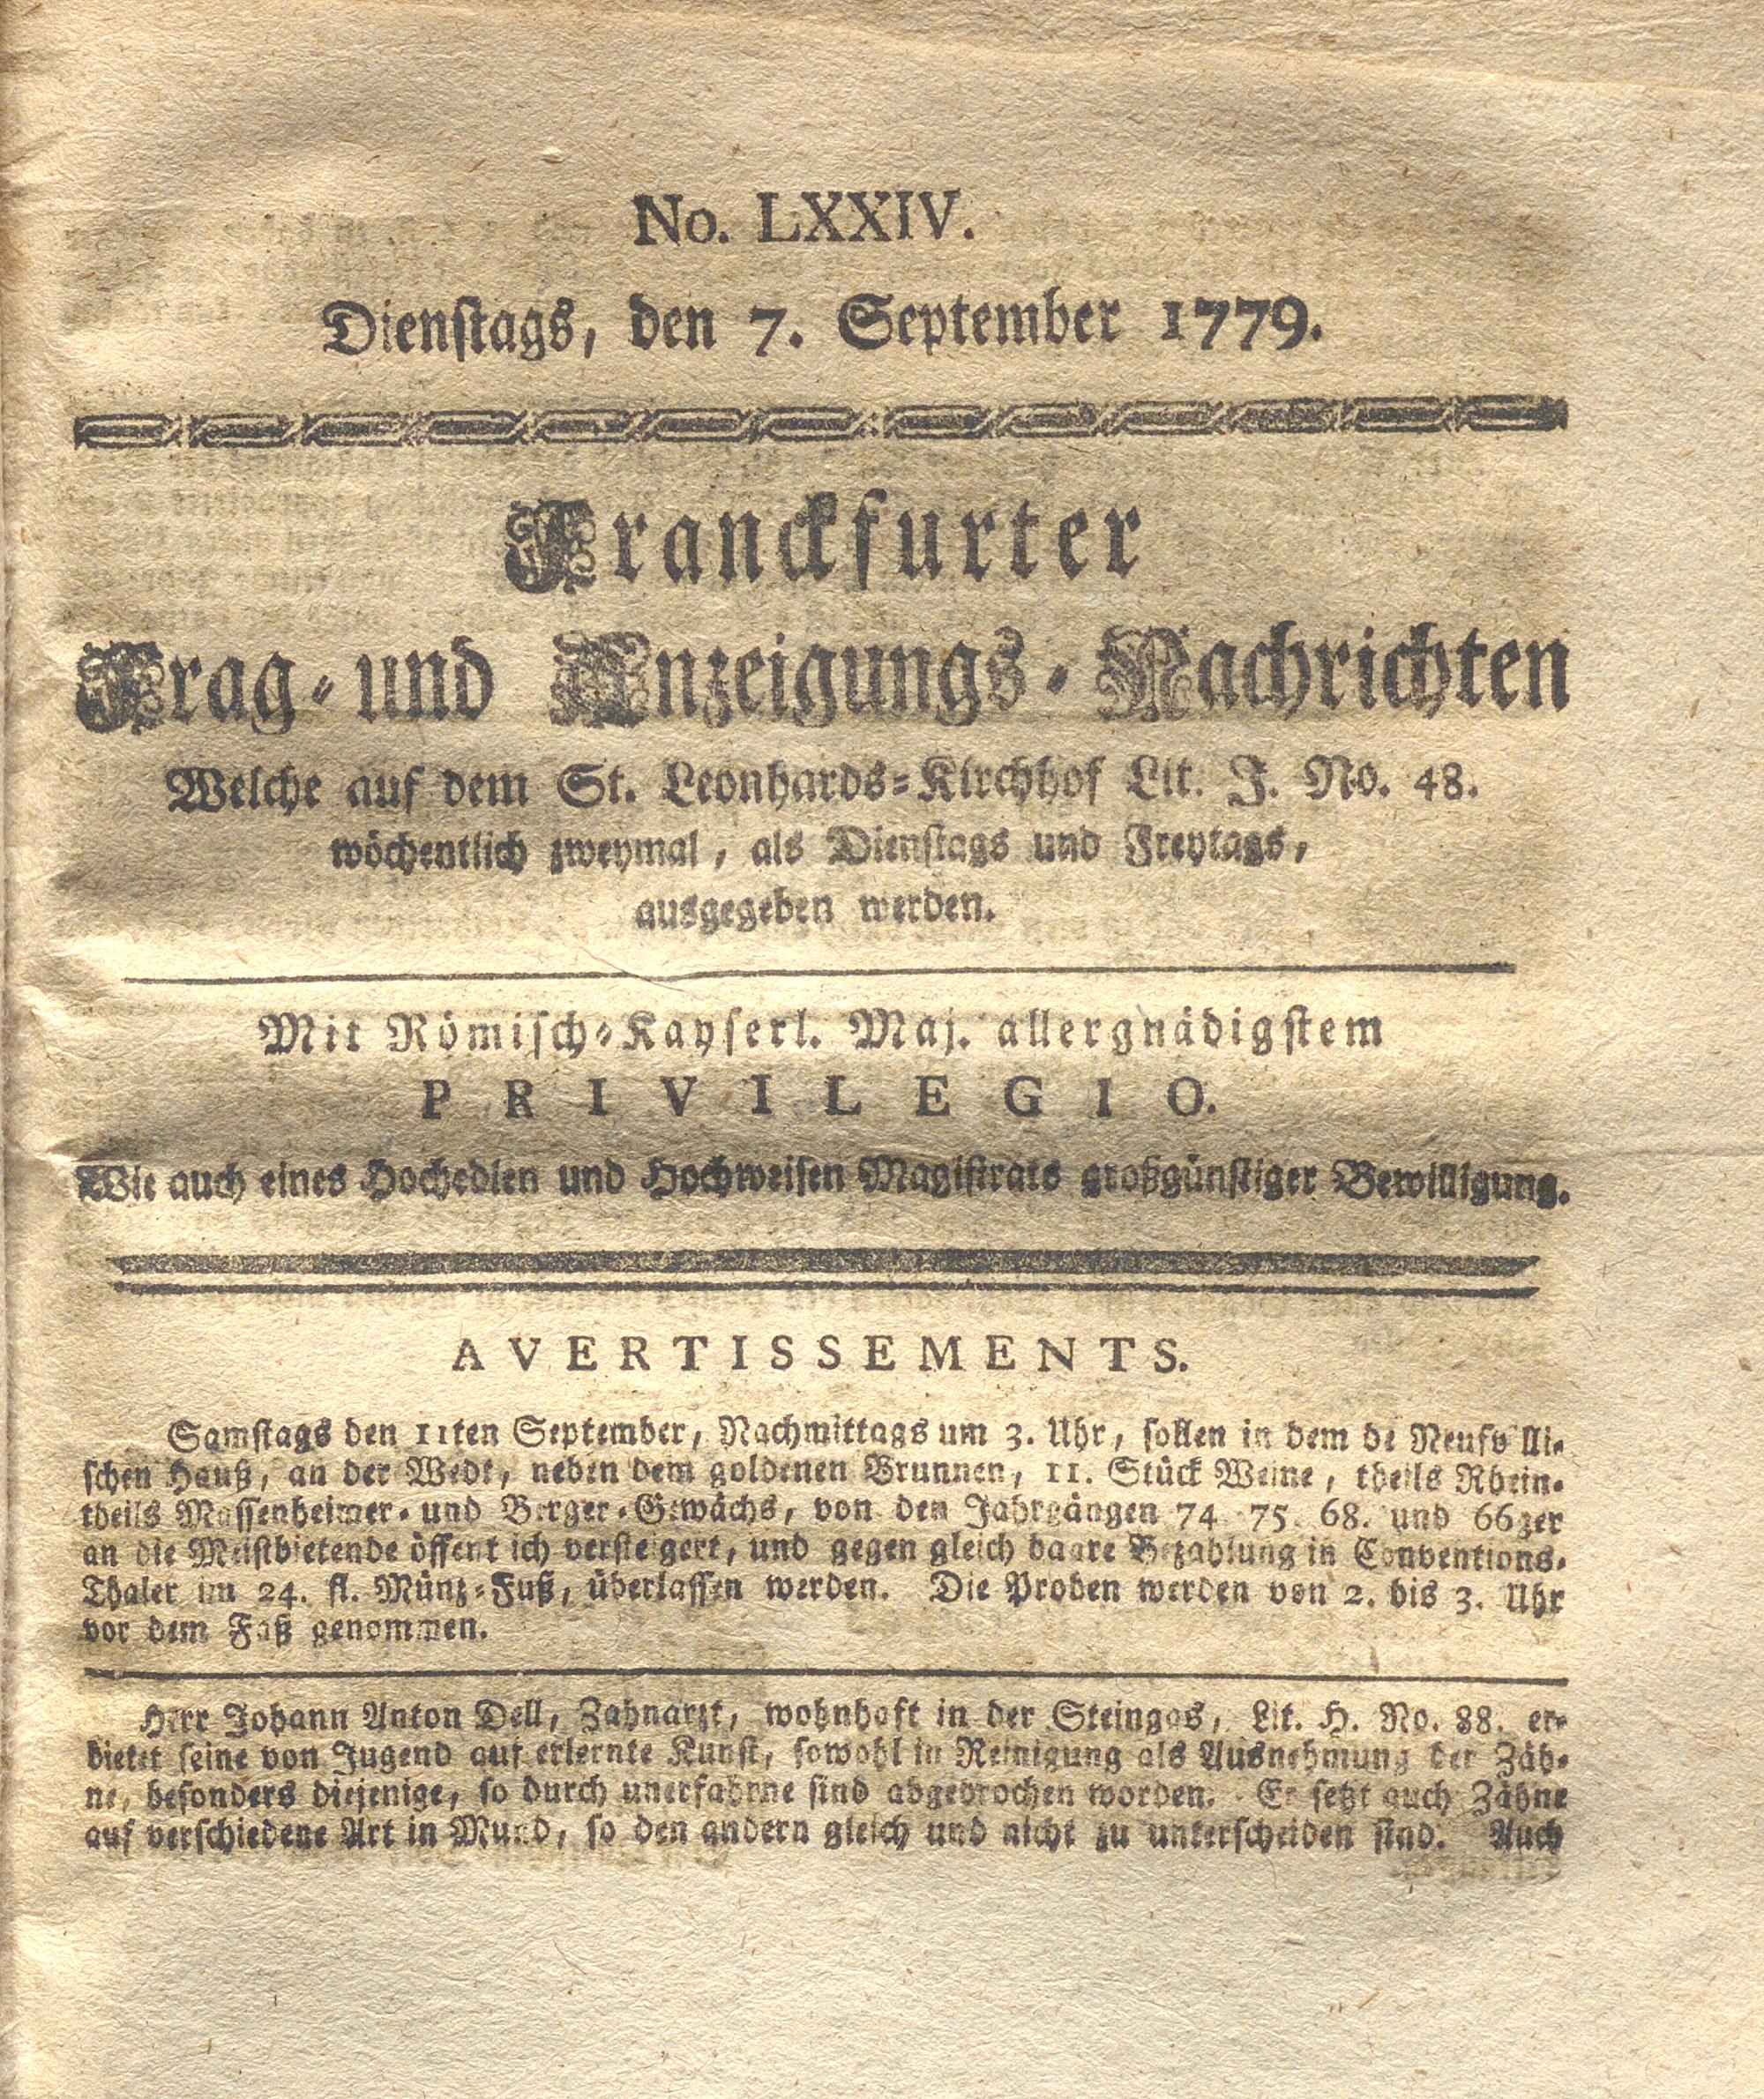 No. LXXIV.
Dienstags, den 7. September 1779.
Franckfurter
Frag- und Anzeigungs-Nachrichten
Welche auf dem St. Leonhards-Kirchhof Lit. J. No. 48.
wöchentlich zweymal, als Dienstags und Freytags,
ausgegeben werden.
Mit Römisch-Kayserl. Maj. allergnädigstem
PRIVILEGIO.
Wie auch eines Hochedlen und Hochweisen Magistrats großgünstiger Bewilligung.
AVERTISSEMENTS.
Samstags den 11ten September, Nachmittags um 3. Uhr, sollen in dem de
schen Hauß, an der Wedt, neben dem goldenen Brunnen, 11. Stück Weine, theils Rhein-
theils Massenheimer- und Berger-Gewächs, von den Jahrgängen 74. 75. 68. und 66zer
an die Meistbietende öffentlich versteigert, und gegen gleich baare Bezahlung in Conventions-
Thaler im 24. fl. Münz-Fuß, überlassen werden. Die Proben werden von 2. bis 3. Uhr
vor dem Faß genommen.
Herr Johann Anton Dell, Zahnarzt, wohnhaft in der Steingas, Lit. H. No. 88. er-
bietet seine von Jugend auf erlernte Kunst, sowohl in Reinigung als Ausnehmung der Zäh-
ne, besonders diejenige, so durch unerfahrne sind abgebrochen worden. Er setzt auch Zähne
auf verschiedene Art in Mund, so den andern gleich und nicht zu unterscheiden sind. Auch